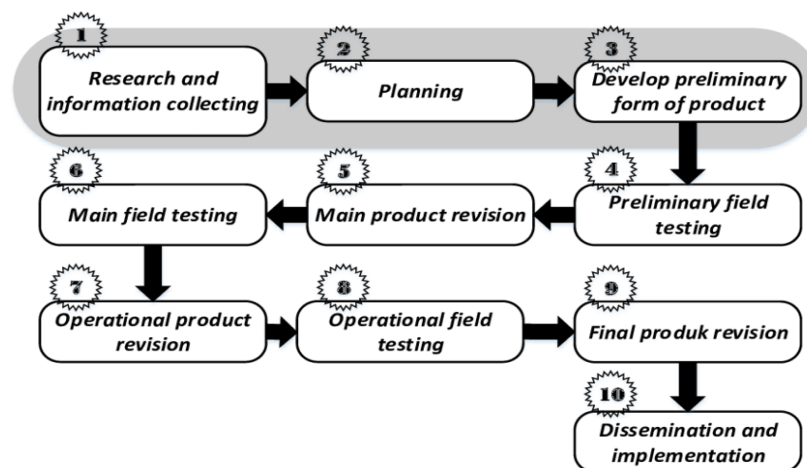 1
Research and
information collecting
2
Planning
3
Develop preliminary
form of product
4
Preliminary field
testing
5
Main product revision
6
Main field testing
7
Operational product
revision
8
Operational field
testing
9
Final produk revision
10
Dissemination and
implementation